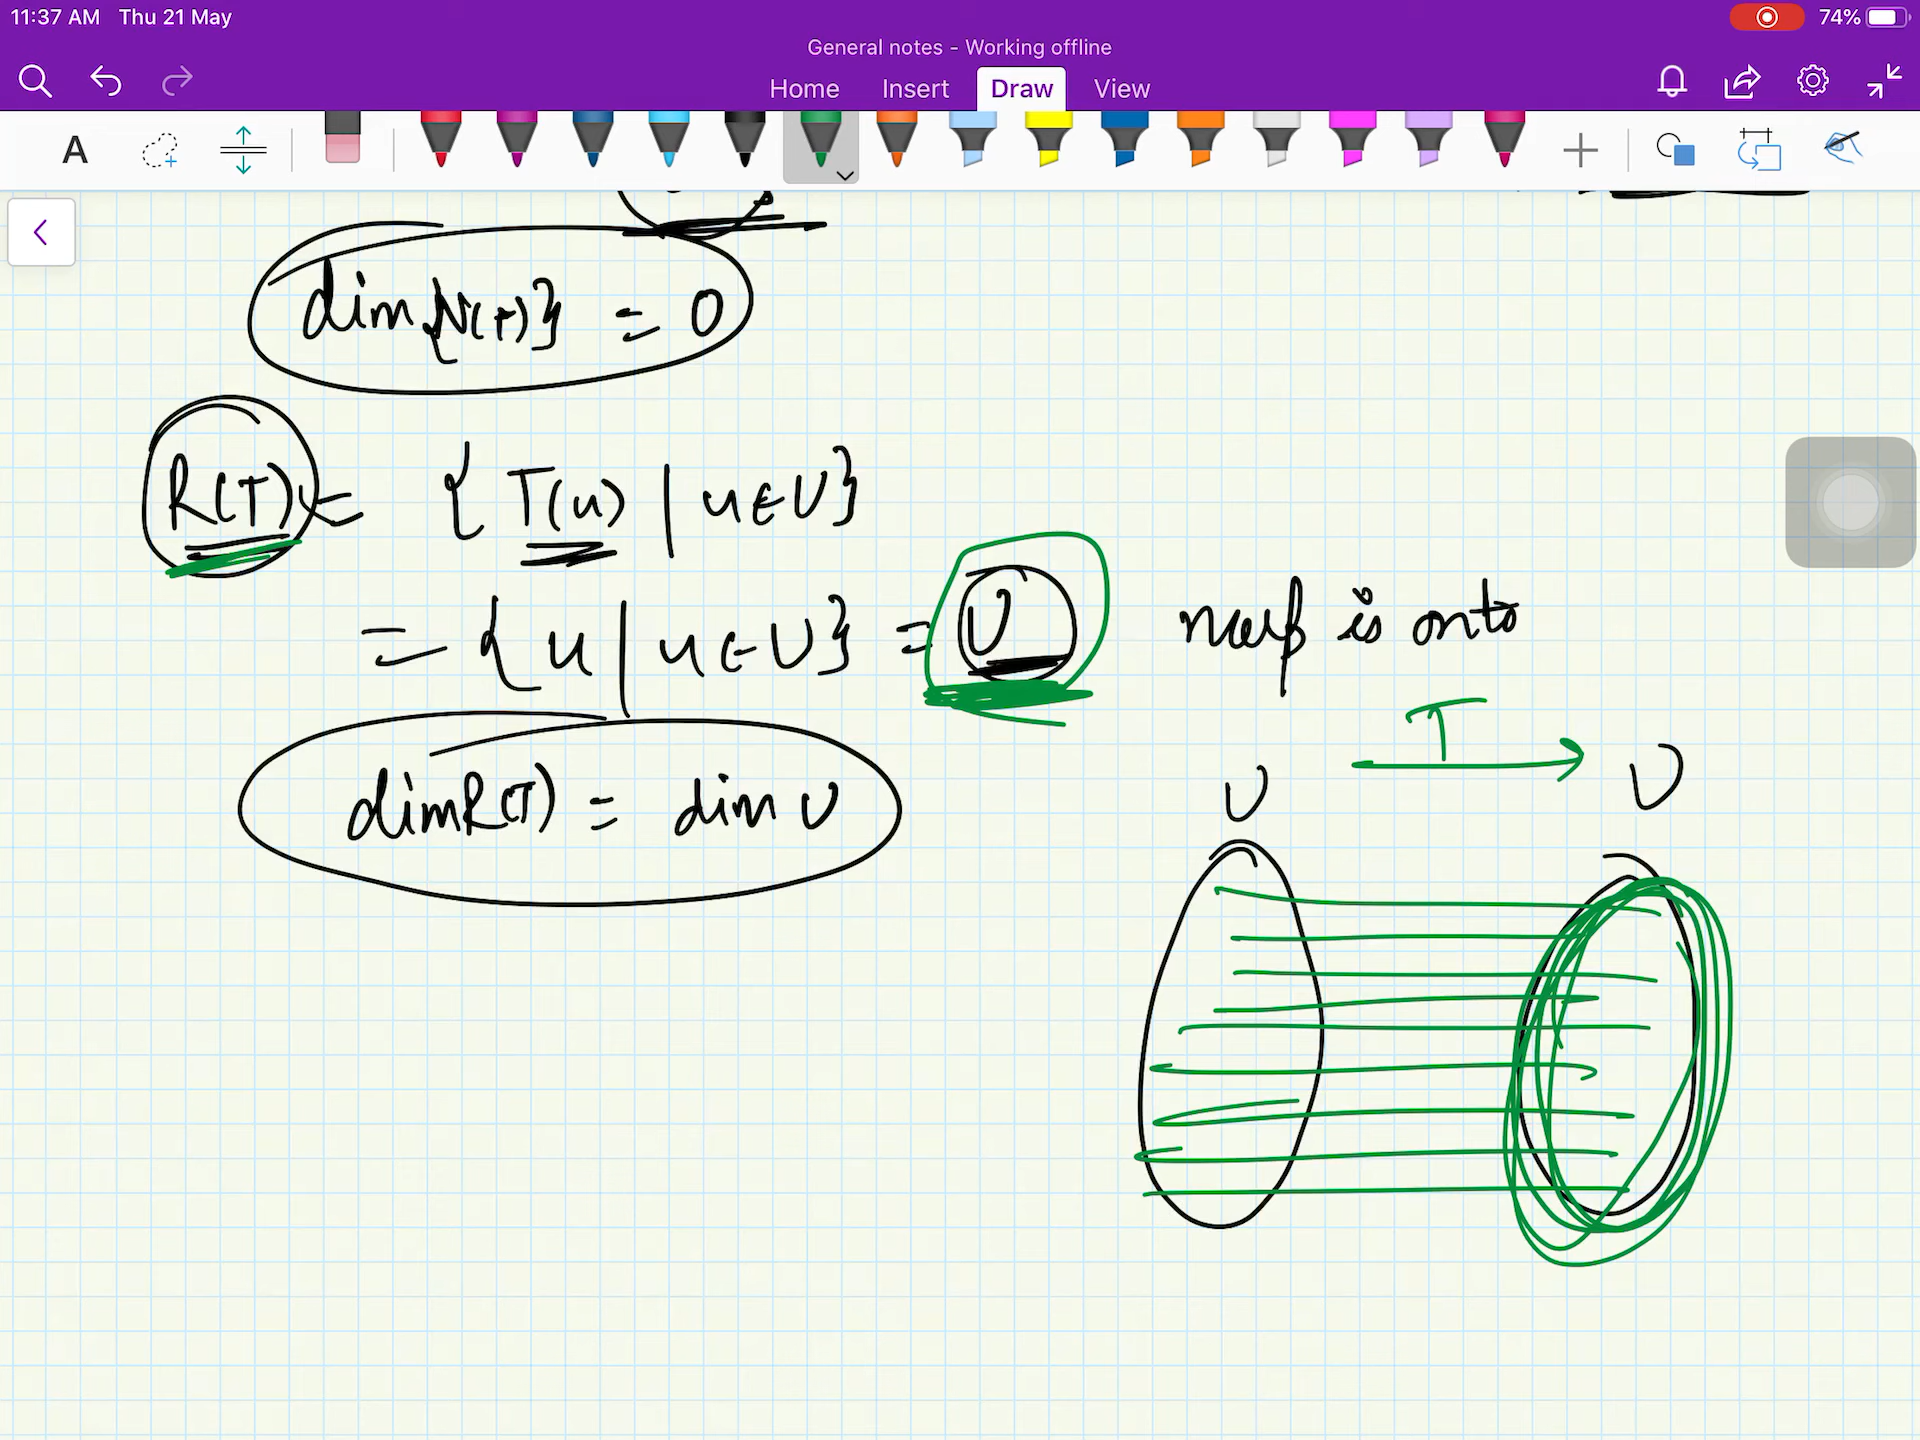 11:37 AM Thu 21 May 74%
General notes - Working offline
Home Insert Draw View
A
dim{N(T)} = 0
R(T) = { T(u) | u ∈ U }
= { u | u ∈ U } = U map is onto
T
U U
dim R(T) = dim U